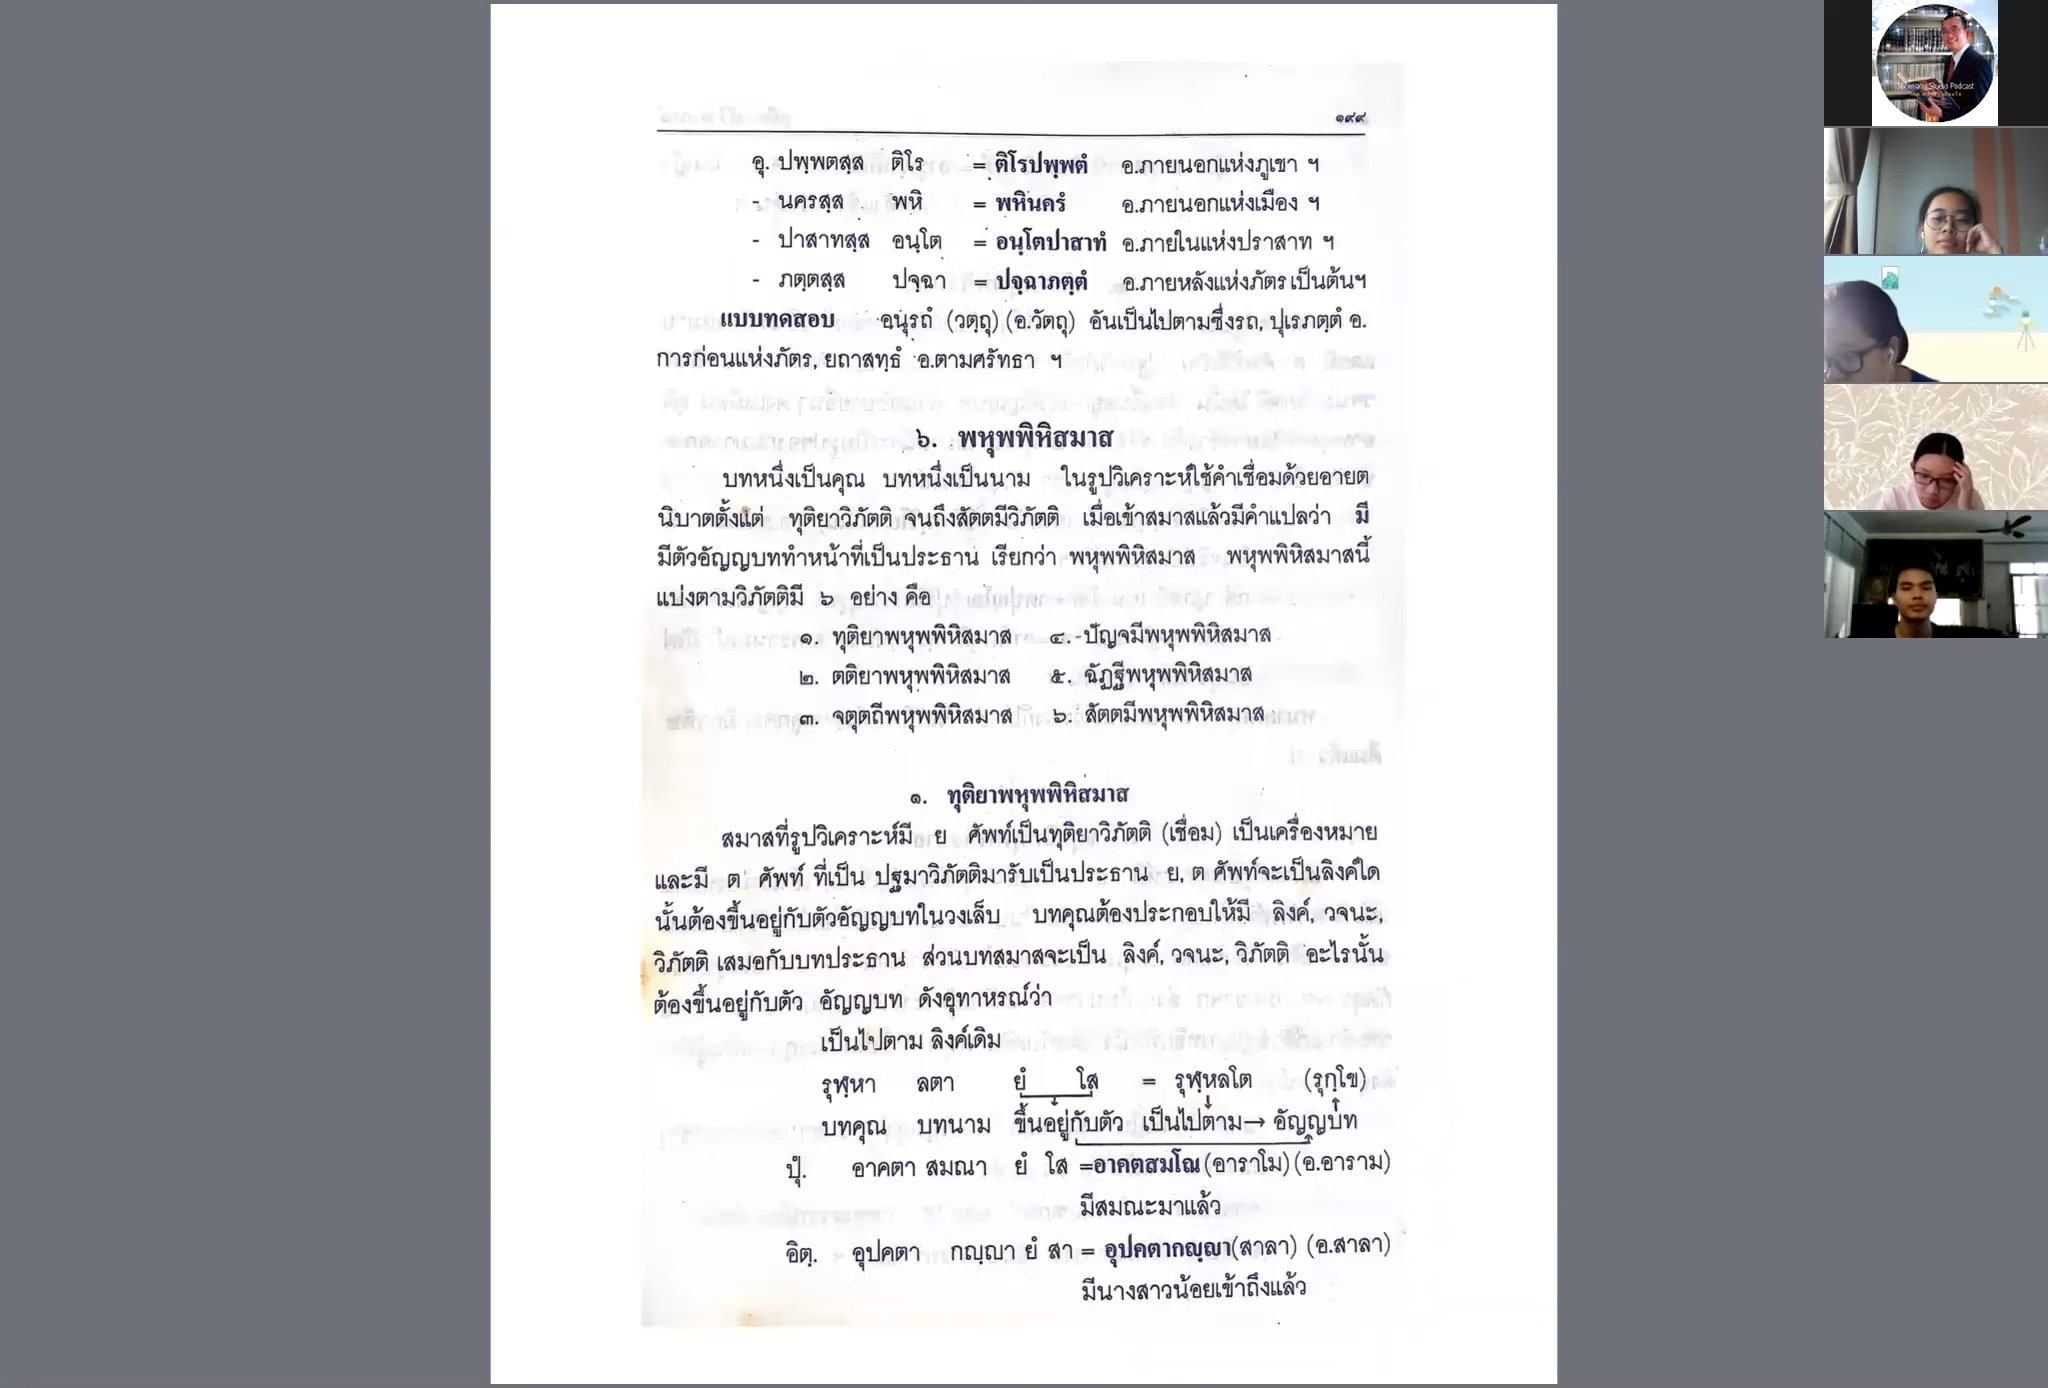 ๑๙๙
อุ. ปพฺพตสฺส ติโร = ติโรปพฺพตํ อ.ภายนอกแห่งภูเขา ฯ
- นครสฺส พหิ = พหินครํ อ.ภายนอกแห่งเมือง ฯ
- ปาสาทสฺส อนฺโต = อนฺโตปาสาทํ อ.ภายในแห่งปราสาท ฯ
- ภตฺตสฺส ปจฺฉา = ปจฺฉาภตฺตํ อ.ภายหลังแห่งภัตร เป็นต้นฯ
แบบทดสอบ อนุรถํ (วตฺถุ) (อ.วัตถุ) อันเป็นไปตามซึ่งรถ, ปุเรภตฺตํ อ.
การก่อนแห่งภัตร, ยถาสทฺธํ อ.ตามศรัทธา ฯ
๖. พหุพพิหิสมาส
บทหนึ่งเป็นคุณ บทหนึ่งเป็นนาม ในรูปวิเคราะห์ใช้คำเชื่อมด้วยอายต
นิบาตตั้งแต่ ทุติยาวิภัตติ จนถึงสัตตมีวิภัตติ เมื่อเข้าสมาสแล้วมีคำแปลว่า มี
มีตัวอัญญบททำหน้าที่เป็นประธาน เรียกว่า พหุพพิหิสมาส พหุพพิหิสมาสนี้
แบ่งตามวิภัตติมี ๖ อย่าง คือ
๑. ทุติยาพหุพพิหิสมาส ๔. ปัญจมีพหุพพิหิสมาส
๒. ตติยาพหุพพิหิสมาส ๕. ฉัฏฐีพหุพพิหิสมาส
๓. จตุตถีพหุพพิหิสมาส ๖. สัตตมีพหุพพิหิสมาส
๑. ทุติยาพหุพพิหิสมาส
สมาสที่รูปวิเคราะห์มี ย ศัพท์เป็นทุติยาวิภัตติ (เชื่อม) เป็นเครื่องหมาย
และมี ต ศัพท์ ที่เป็น ปฐมาวิภัตติมารับเป็นประธาน ย, ต ศัพท์จะเป็นลิงค์ใด
นั้นต้องขึ้นอยู่กับตัวอัญญบทในวงเล็บ บทคุณต้องประกอบให้มี ลิงค์, วจนะ,
วิภัตติ เสมอกับบทประธาน ส่วนบทสมาสจะเป็น ลิงค์, วจนะ, วิภัตติ อะไรนั้น
ต้องขึ้นอยู่กับตัว อัญญบท ดังอุทาหรณ์ว่า
เป็นไปตาม ลิงค์เดิม
รุฬฺหา ลตา ยํ โส = รุฬฺหลโต (รุกฺโข)
บทคุณ บทนาม ขึ้นอยู่กับตัว เป็นไปตาม→ อัญญบท
ปุํ. อาคตา สมณา ยํ โส =อาคตสมโณ (อาราโม) (อ.อาราม)
มีสมณะมาแล้ว
อิตฺ. อุปคตา กญฺญา ยํ สา = อุปคตากญฺญา(สาลา) (อ.สาลา)
มีนางสาวน้อยเข้าถึงแล้ว